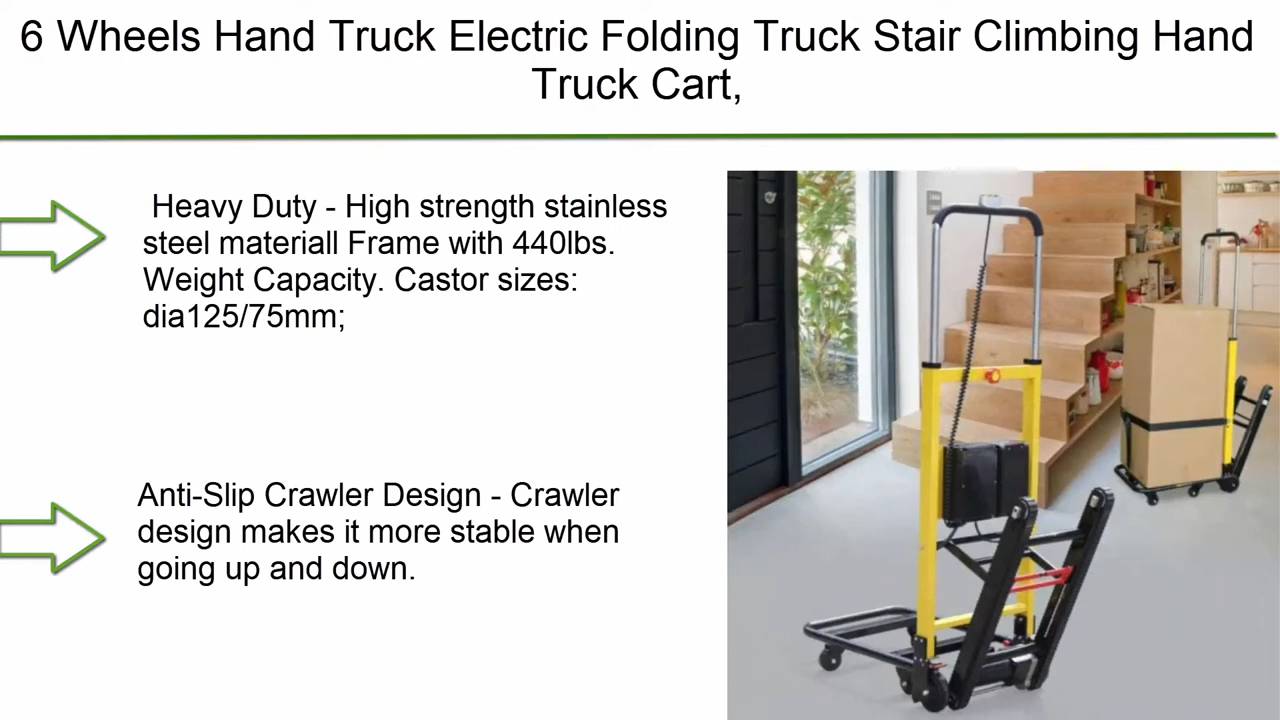 6 Wheels Hand Truck Electric Folding Truck Stair Climbing Hand
Truck Cart,
Heavy Duty - High strength stainless
steel materiall Frame with 440lbs.
Weight Capacity. Castor sizes:
dia125/75mm;
Anti-Slip Crawler Design - Crawler
design makes it more stable when
going up and down.